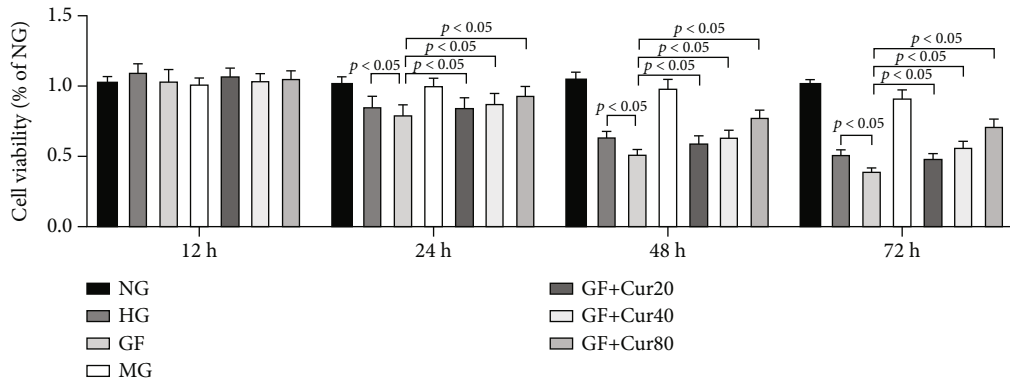 Cell viability (% of NG)
1.5
1.0
0.5
0.0
p < 0.05
p < 0.05
p < 0.05
p < 0.05
p < 0.05
p < 0.05
p < 0.05
p < 0.05
p < 0.05
p < 0.05
p < 0.05
p < 0.05
12 h
24 h
48 h
72 h
NG
HG
GF
MG
GF+Cur20
GF+Cur40
GF+Cur80